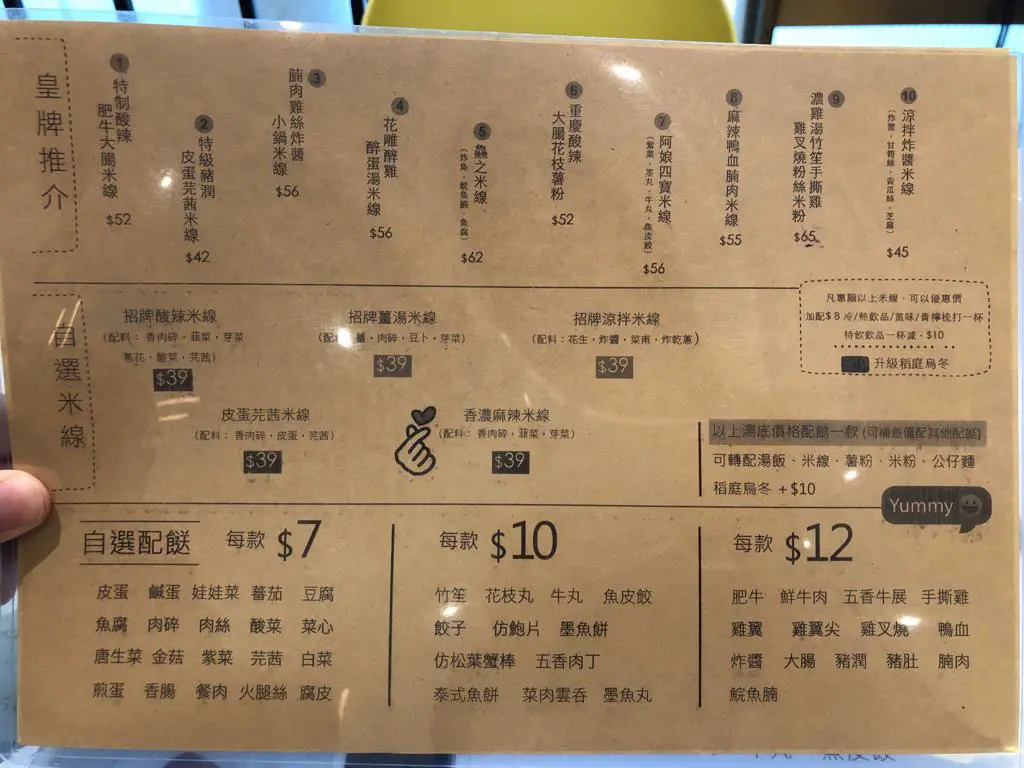 皇牌推介
1
特制酸辣
肥牛大腸米線
$52
2
特級豬潤
皮蛋芫茜米線
$42
3
腩肉雞絲炸醬
小鍋米線
$56
4
花雕醉雞
醉蛋湯米線
$56
5
魚之米線
(炸魚、鯪魚腩、魚腐)
$62
6
重慶酸辣
大腸花枝薯粉
$52
7
阿娘四寶米線
(紫菜、墨丸、牛丸、魚皮餃)
$56
8
麻辣鴨血腩肉米線
$55
9
濃雞湯竹笙手撕雞
雞叉燒粉絲米粉
$65
10
涼拌炸醬米線
(炸醬、甘筍絲、青瓜絲、芝麻)
$45
自選米線
招牌酸辣米線
(配料：香肉碎，韮菜，芽菜
蔥花，酸菜，芫茜)
$39
招牌薑湯米線
薑，肉碎，豆卜，芽菜)
$39
招牌涼拌米線
(配料：花生，炸醬，菜甫，炸乾蔥)
$39
凡惠顧以上米線，可以優惠價
加配$8冷/熱飲品/菌味/青檸梳打一杯
特飲飲品一杯減-$10
升級稻庭烏冬
皮蛋芫茜米線
(配料：香肉碎，皮蛋，芫茜)
$39
香濃麻辣米線
(配料：香肉碎，韮菜，芽菜)
$39
以上湯底價格配餸一款(可補差價配其他配餸)
可轉配湯飯、米線、薯粉、米粉、公仔麵
稻庭烏冬 +$10
Yummy
自選配餸 每款 $7
皮蛋 鹹蛋 娃娃菜 蕃茄 豆腐
魚腐 肉碎 肉絲 酸菜 菜心
唐生菜 金菇 紫菜 芫茜 白菜
煎蛋 香腸 餐肉 火腿絲 腐皮
每款 $10
竹笙 花枝丸 牛丸 魚皮餃
餃子 仿鮑片 墨魚餅
仿松葉蟹棒 五香肉丁
泰式魚餅 菜肉雲吞 墨魚丸
每款 $12
肥牛 鮮牛肉 五香牛展 手撕雞
雞翼 雞翼尖 雞叉燒 鴨血
炸醬 大腸 豬潤 豬肚 腩肉
鯇魚腩